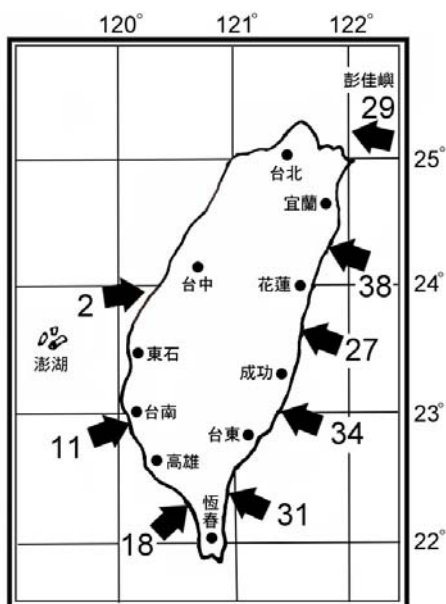 120° 121° 122°
彭佳嶼
29
25°
台北
宜蘭
38
24°
花蓮
台中
2
27
澎湖
東石
成功
34
23°
台南
11
台東
高雄
31
恆春
18
22°